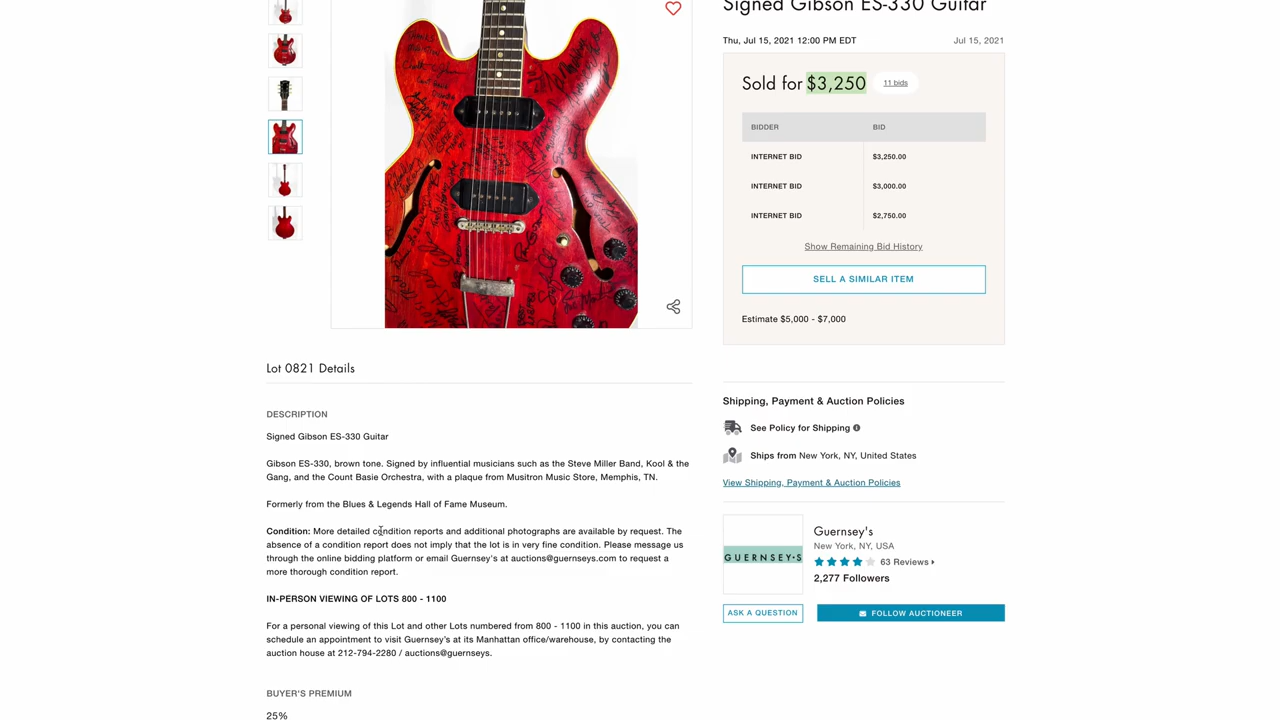 Signed Gibson ES-330 Guitar
Thu, Jul 15, 2021 12:00 PM EDT
Jul 15, 2021
Sold for $3,250
11 bids
BIDDER
BID
INTERNET BID
$3,250.00
INTERNET BID
$3,000.00
INTERNET BID
$2,750.00
Show Remaining Bid History
SELL A SIMILAR ITEM
Estimate $5,000 - $7,000
Lot 0821 Details
DESCRIPTION
Signed Gibson ES-330 Guitar
Gibson ES-330, brown tone. Signed by influential musicians such as the Steve Miller Band, Kool & the
Gang, and the Count Basie Orchestra, with a plaque from Musitron Music Store, Memphis, TN.
Formerly from the Blues & Legends Hall of Fame Museum.
Condition: More detailed condition reports and additional photographs are available by request. The
absence of a condition report does not imply that the lot is in very fine condition. Please message us
through the online bidding platform or email Guernsey's at auctions@guernseys.com to request a
more thorough condition report.
IN-PERSON VIEWING OF LOTS 800 - 1100
For a personal viewing of this Lot and other Lots numbered from 800 - 1100 in this auction, you can
schedule an appointment to visit Guernsey's at its Manhattan office/warehouse, by contacting the
auction house at 212-794-2280 / auctions@guernseys.
BUYER'S PREMIUM
25%
Shipping, Payment & Auction Policies
See Policy for Shipping
Ships from New York, NY, United States
View Shipping, Payment & Auction Policies
GUERNSEY'S
Guernsey's
New York, NY, USA
63 Reviews
2,277 Followers
ASK A QUESTION
FOLLOW AUCTIONEER